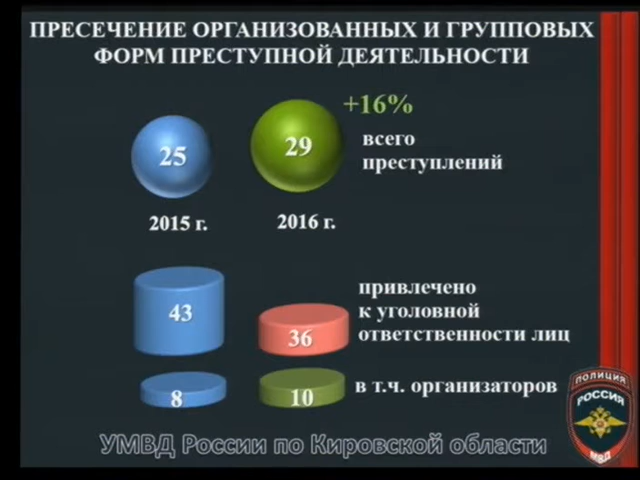 ПРЕСЕЧЕНИЕ ОРГАНИЗОВАННЫХ И ГРУППОВЫХ
ФОРМ ПРЕСТУПНОЙ ДЕЯТЕЛЬНОСТИ
+16%
25
29
всего
преступлений
2015 г.
2016 г.
43
36
привлечено
к уголовной
ответственности лиц
8
10
в т.ч. организаторов
УМВД России по Кировской области
ПОЛИЦИЯ
РОССИЯ
МВД